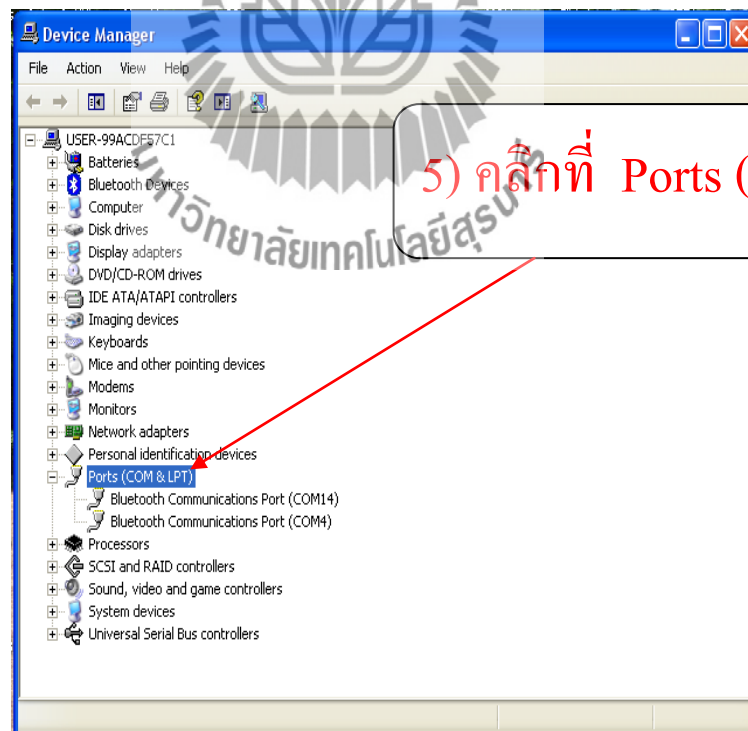 Device Manager
File Action View Help
USER-99ACDF57C1
Batteries
Bluetooth Devices
Computer
Disk drives
Display adapters
DVD/CD-ROM drives
IDE ATA/ATAPI controllers
Imaging devices
Keyboards
Mice and other pointing devices
Modems
Monitors
Network adapters
Personal identification devices
Ports (COM & LPT)
Bluetooth Communications Port (COM14)
Bluetooth Communications Port (COM4)
Processors
SCSI and RAID controllers
Sound, video and game controllers
System devices
Universal Serial Bus controllers
5) คลิกที่ Ports (
มหาวิทยาลัยเทคโนโลยีสุรนารี